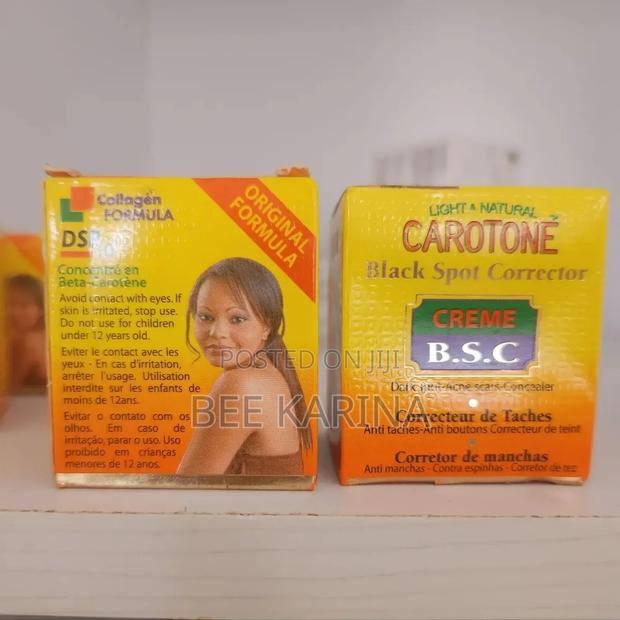 Collagen
FORMULA
DSP
Concentré en
Beta-carotène
ORIGINAL
FORMULA
Avoid contact with eyes. If
skin is irritated, stop use.
Do not use for children
under 12 years old.
Eviter le contact avec les
yeux - En cas d'irritation,
arrêter l'usage. Utilisation
interdite sur les enfants de
moins de 12ans.
Evitar o contato com os
olhos. Em caso de
irritação, parar o uso. Uso
proibido em crianças
menores de 12 anos.
LIGHT & NATURAL
CAROTONE™
Black Spot Corrector
CREME
B.S.C
Acne scars-Concealer
Correcteur de Taches
Anti taches-Anti boutons Correcteur de teint
Corretor de manchas
Anti manchas - Contra espinhas - Corretor de tez
POSTED ON JIJI
BEE KARINA